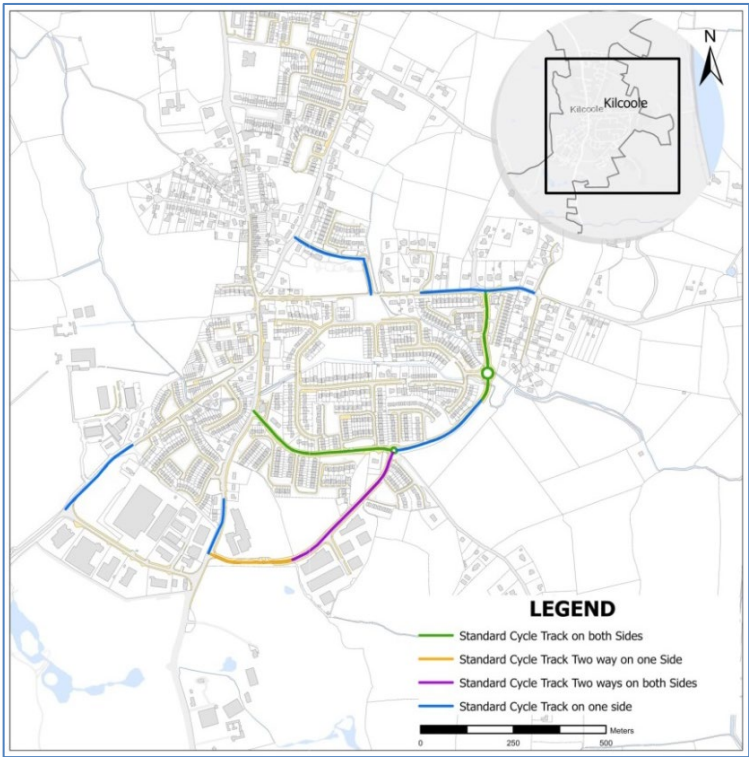 N
Kilcoole
Kilcoole
LEGEND
Standard Cycle Track on both Sides
Standard Cycle Track Two way on one Side
Standard Cycle Track Two ways on both Sides
Standard Cycle Track on one side
Meters
0 250 500